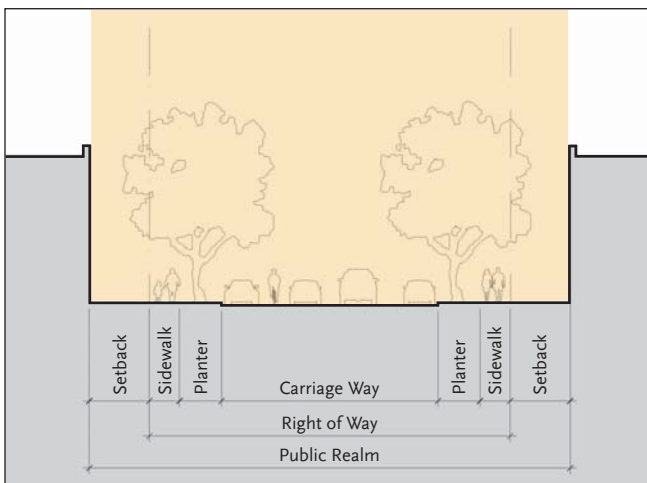 Setback
Sidewalk
Planter
Carriage Way
Planter
Sidewalk
Setback
Right of Way
Public Realm